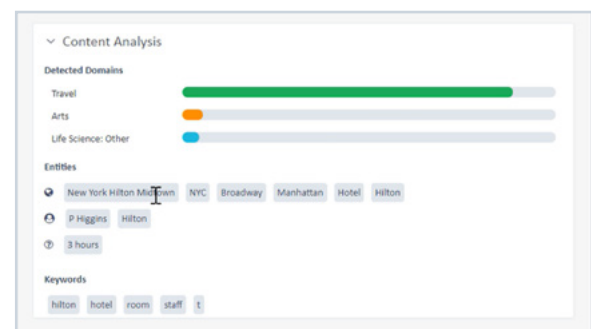 Content Analysis
Detected Domains
Travel
Arts
Life Science: Other
Entities
New York Hilton Midtown NYC Broadway Manhattan Hotel Hilton
P Higgins Hilton
3 hours
Keywords
hilton hotel room staff t